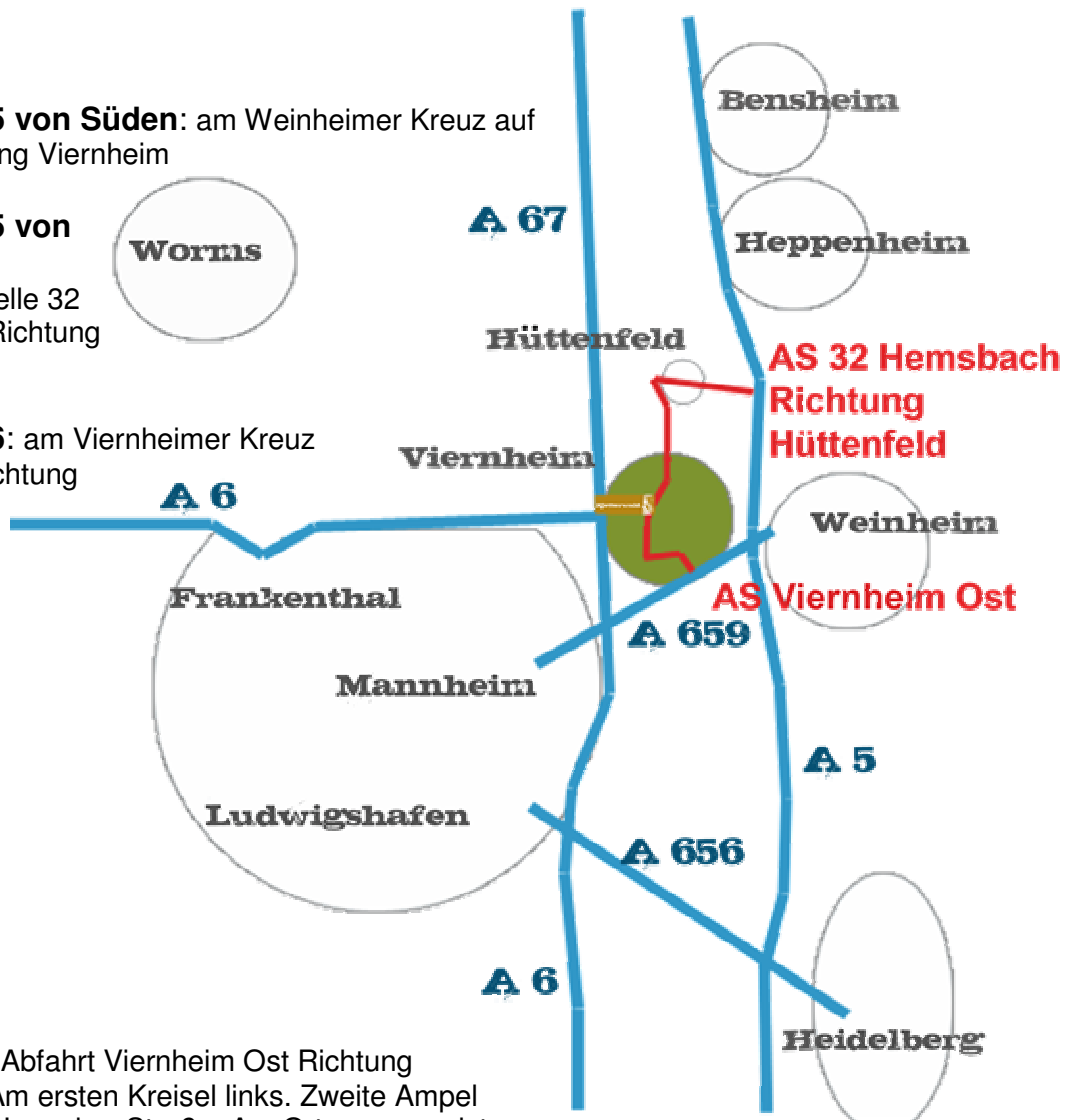 Bensheim
5 von Süden: am Weinheimer Kreuz auf
ng Viernheim
A 67
5 von
Worms
Heppenheim
elle 32
Richtung
Hüttenfeld
AS 32 Hemsbach
Richtung
Hüttenfeld
6: am Viernheimer Kreuz
chtung
Viernheim
A 6
Weinheim
Frankenthal
AS Viernheim Ost
A 659
Mannheim
A 5
Ludwigshafen
A 656
A 6
Heidelberg
Abfahrt Viernheim Ost Richtung
Am ersten Kreisel links. Zweite Ampel